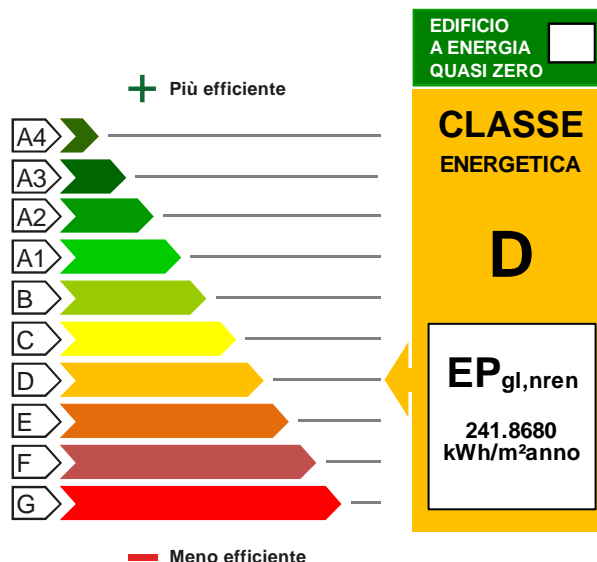 EDIFICIO
A ENERGIA
QUASI ZERO
+ Più efficiente
CLASSE
ENERGETICA
D
A4
A3
A2
A1
B
C
D
E
F
G
EPgl,nren
241.8680
kWh/m²anno
Meno efficiente